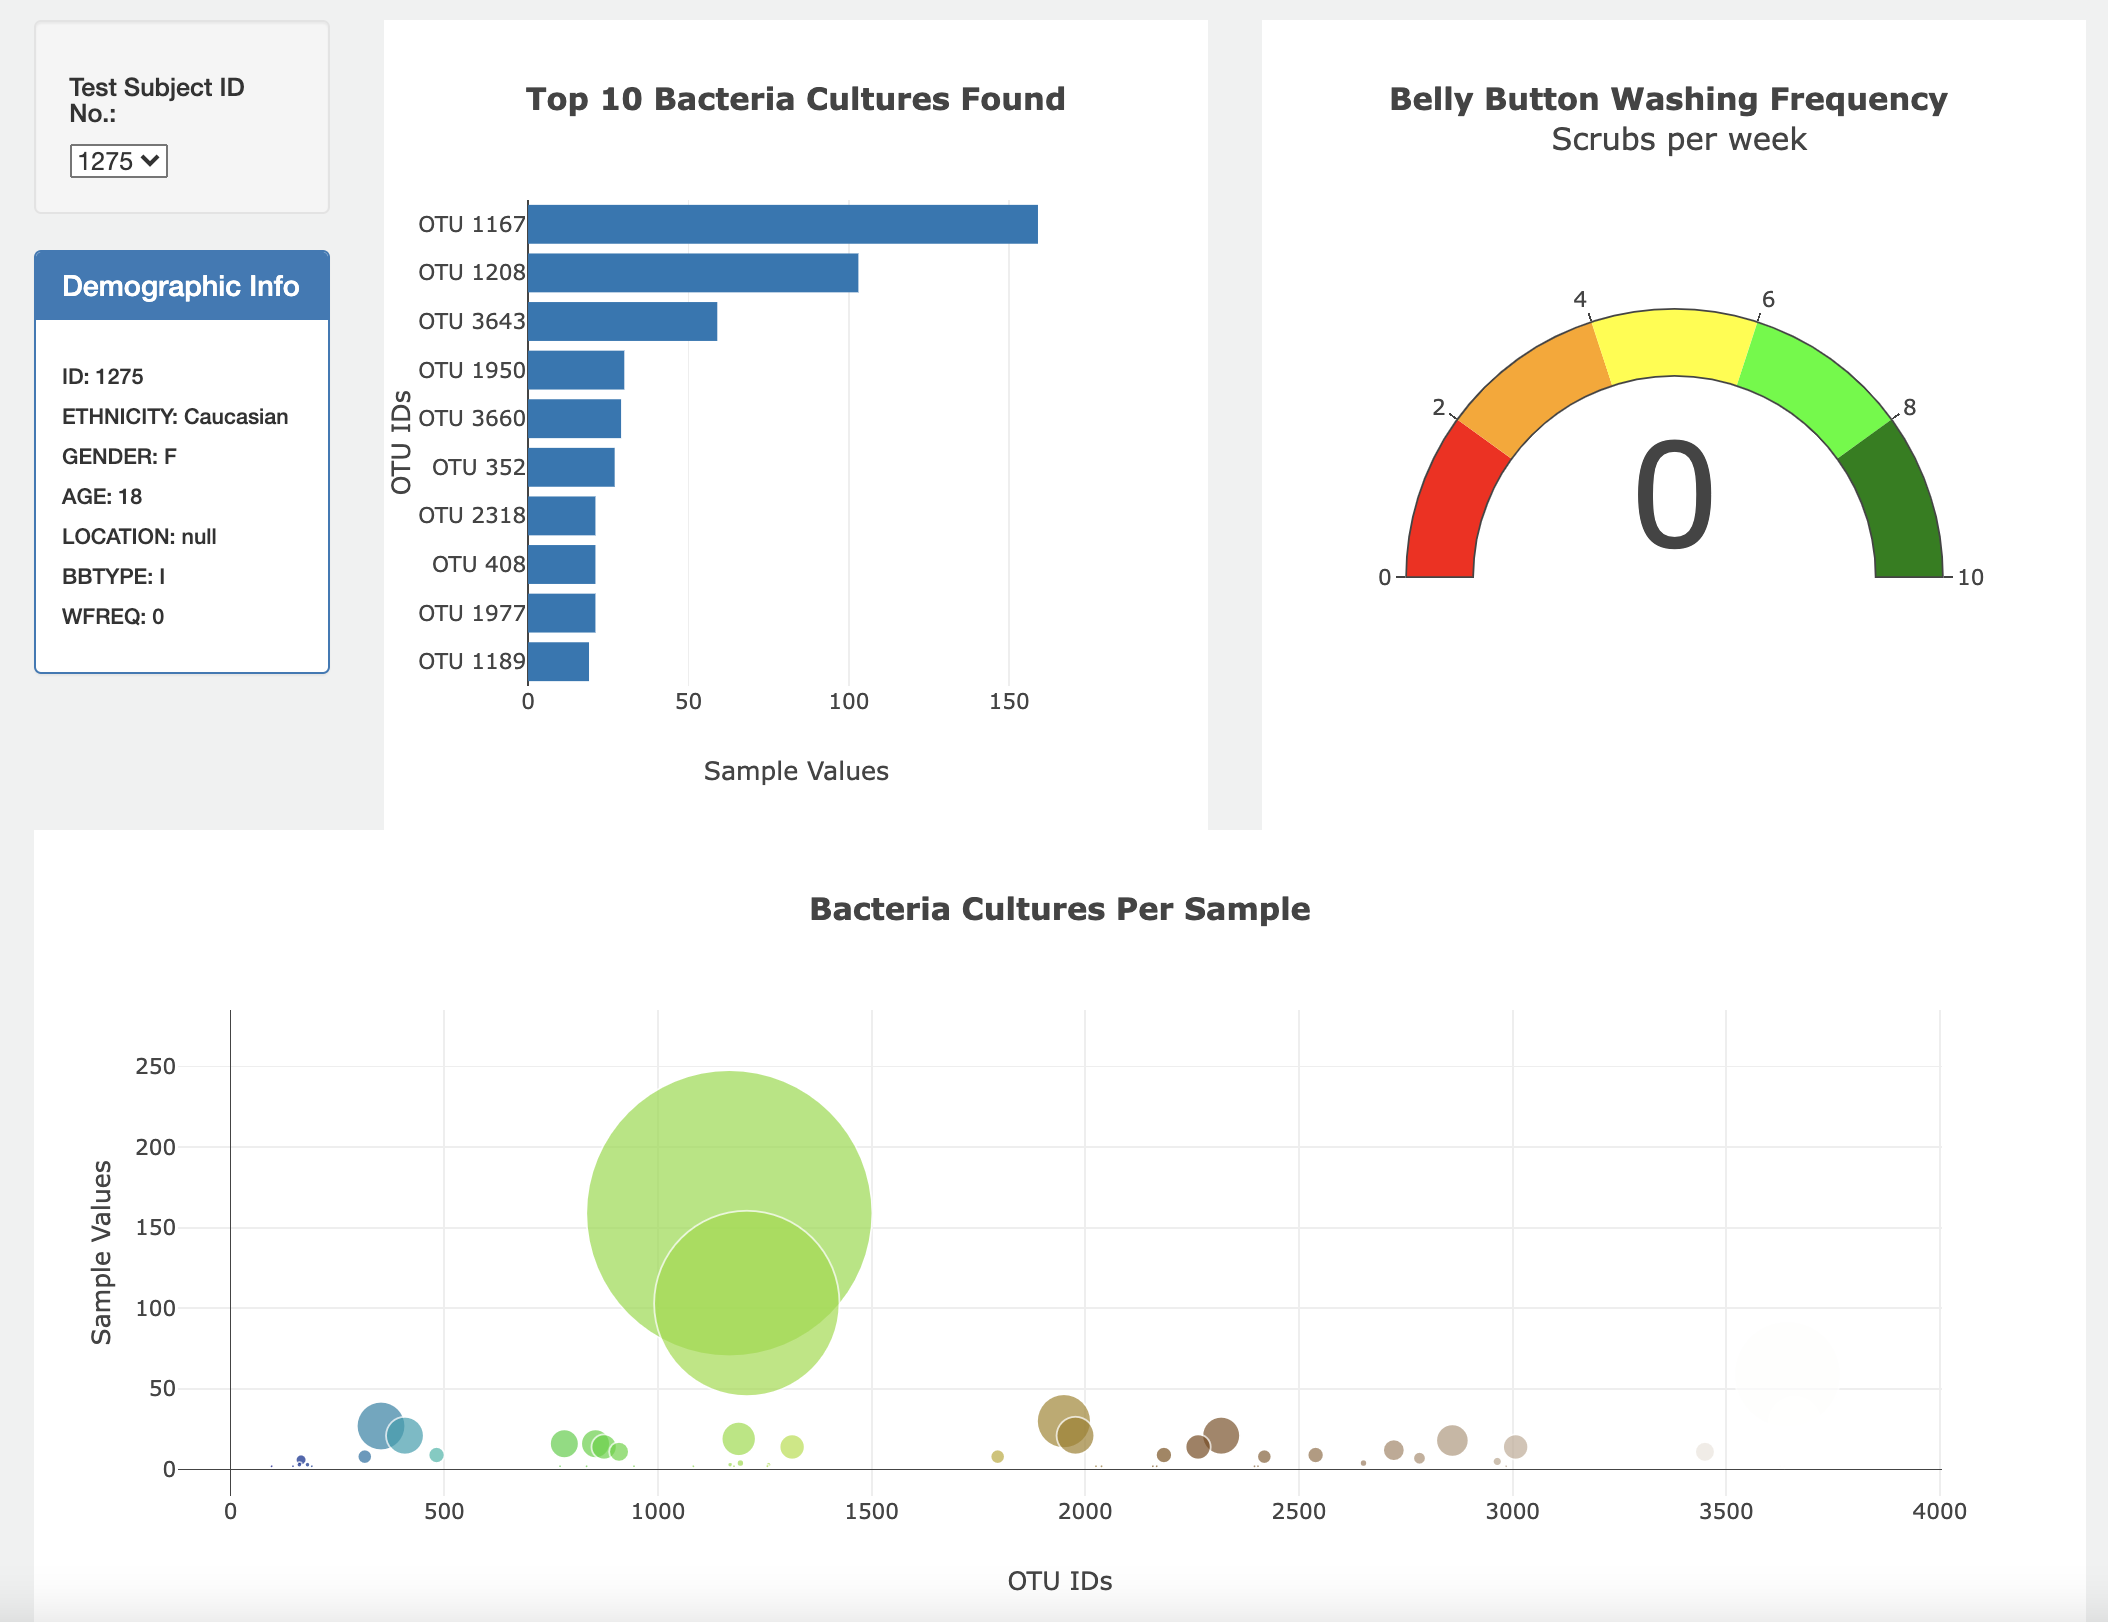 Test Subject ID
No.:
1275
Demographic Info
ID: 1275
ETHNICITY: Caucasian
GENDER: F
AGE: 18
LOCATION: null
BBTYPE: I
WFREQ: 0
Top 10 Bacteria Cultures Found
OTU IDs
OTU 1167
OTU 1208
OTU 3643
OTU 1950
OTU 3660
OTU 352
OTU 2318
OTU 408
OTU 1977
OTU 1189
0 50 100 150
Sample Values
Belly Button Washing Frequency
Scrubs per week
0
2
4
6
8
10
0
Bacteria Cultures Per Sample
Sample Values
250
200
150
100
50
0
0 500 1000 1500 2000 2500 3000 3500 4000
OTU IDs